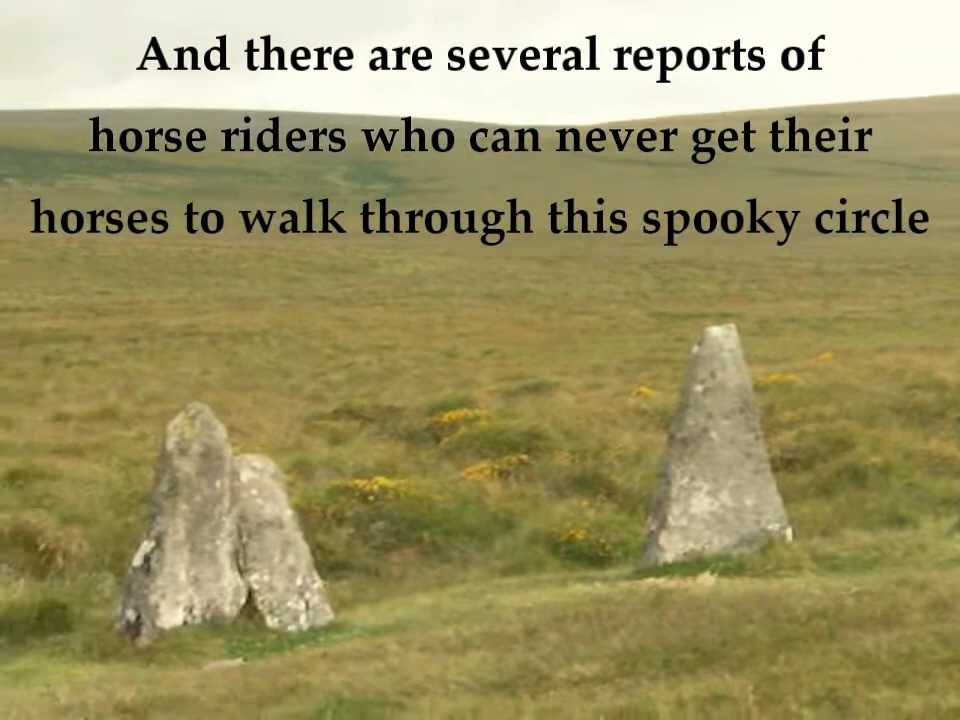 And there are several reports of
horse riders who can never get their
horses to walk through this spooky circle